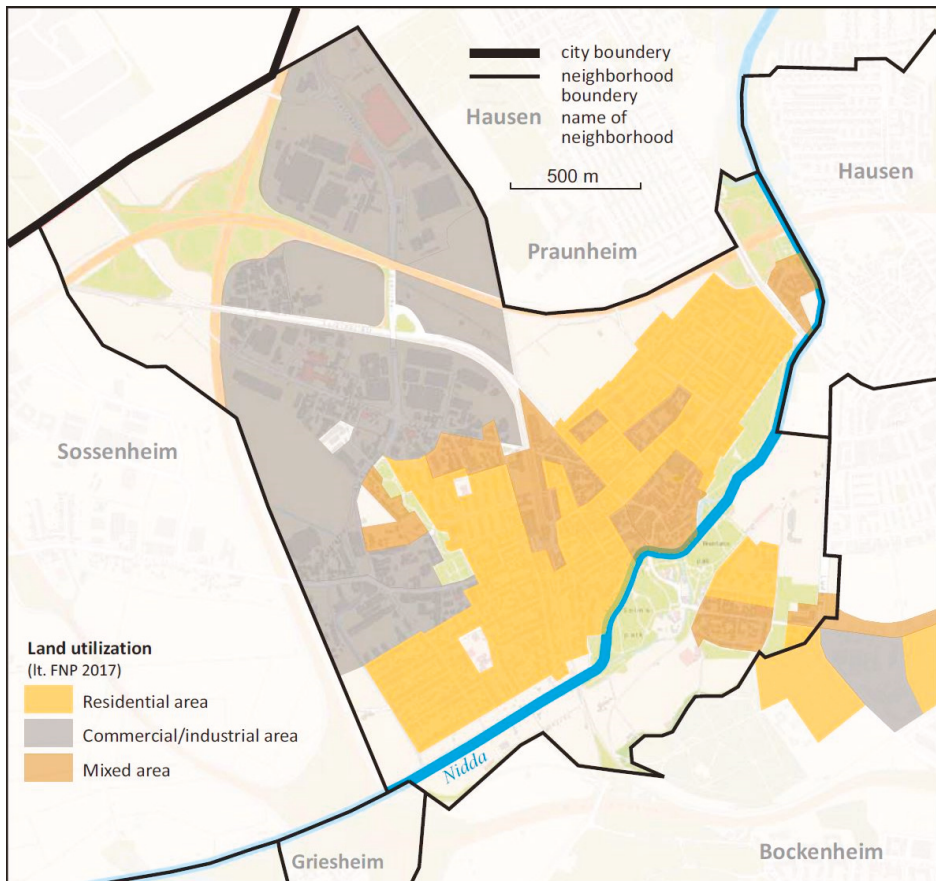 city boundery
neighborhood
boundery
Hausen
name of
neighborhood
500 m
Hausen
Praunheim
Sossenheim
Land utilization
(lt. FNP 2017)
Residential area
Commercial/industrial area
Mixed area
Nidda
Griesheim
Bockenheim